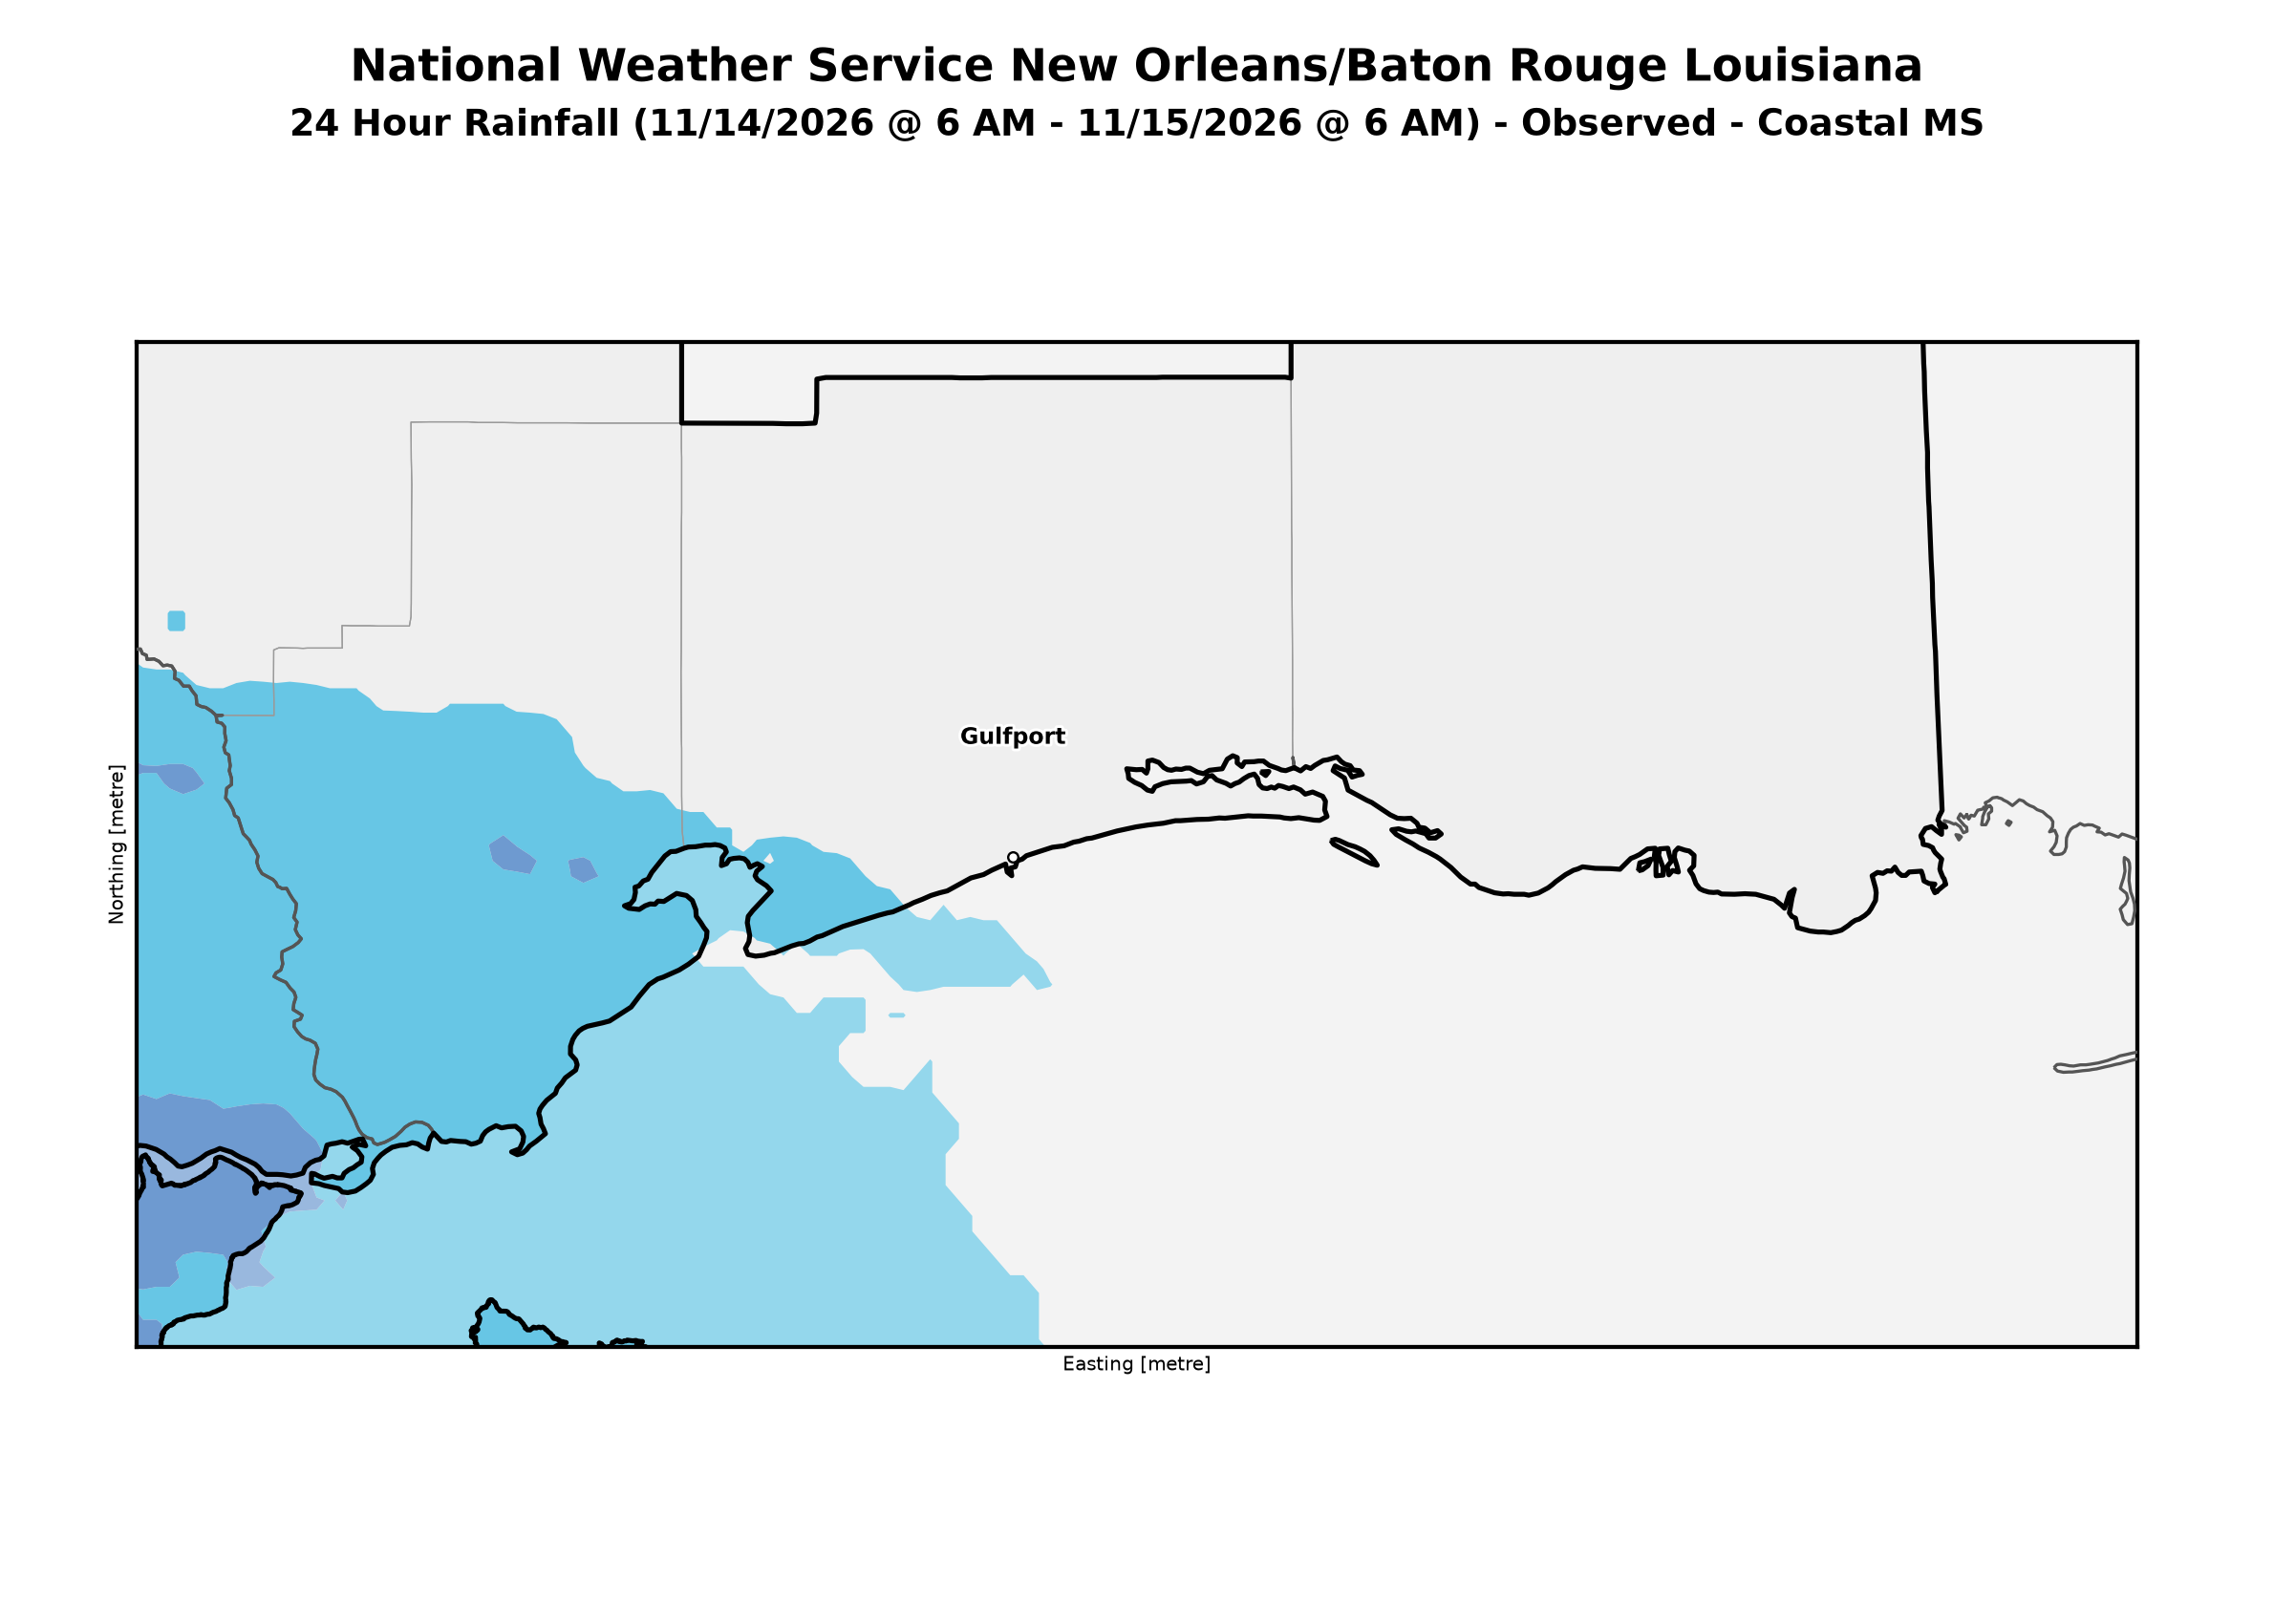 National Weather Service New Orleans/Baton Rouge Louisiana
24 Hour Rainfall (11/14/2026 @ 6 AM - 11/15/2026 @ 6 AM) - Observed - Coastal MS
Gulfport
Northing [metre]
Easting [metre]